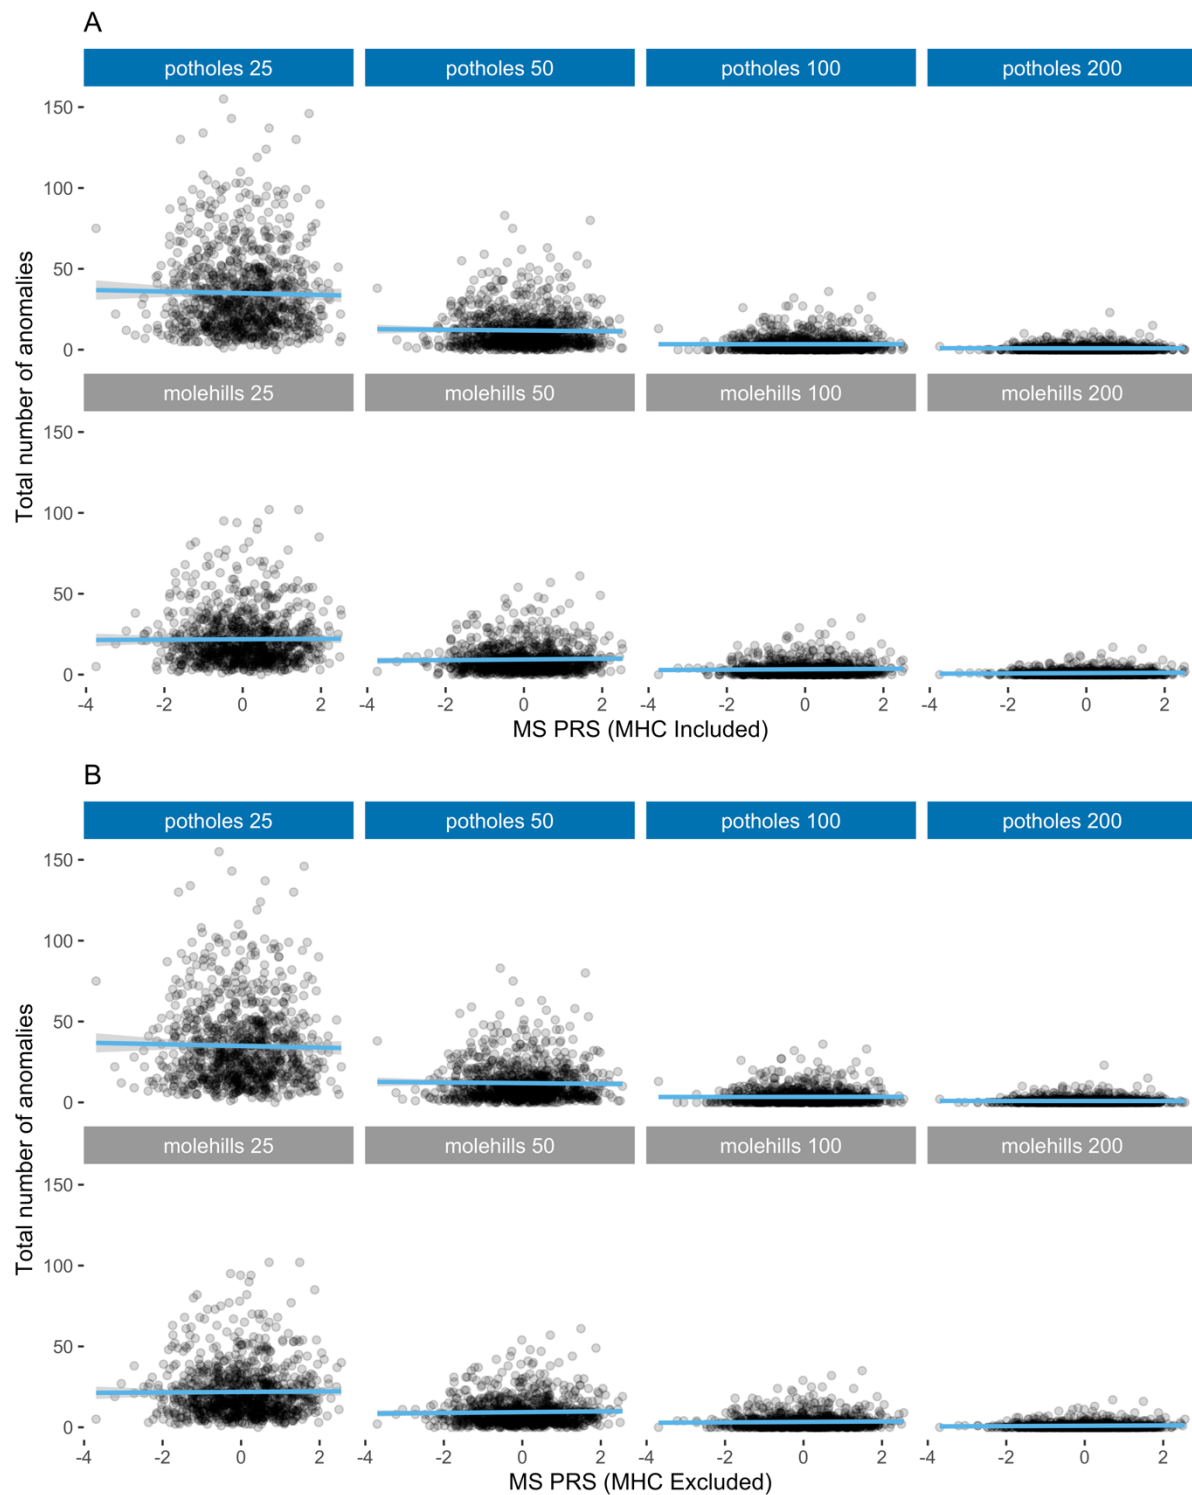 A
potholes 25 potholes 50 potholes 100 potholes 200
150
100
50
0
molehills 25 molehills 50 molehills 100 molehills 200
150
100
50
0
Total number of anomalies
-4 -2 0 2 -4 -2 0 2 -4 -2 0 2 -4 -2 0 2
MS PRS (MHC Included)
B
potholes 25 potholes 50 potholes 100 potholes 200
150
100
50
0
molehills 25 molehills 50 molehills 100 molehills 200
150
100
50
0
Total number of anomalies
-4 -2 0 2 -4 -2 0 2 -4 -2 0 2 -4 -2 0 2
MS PRS (MHC Excluded)